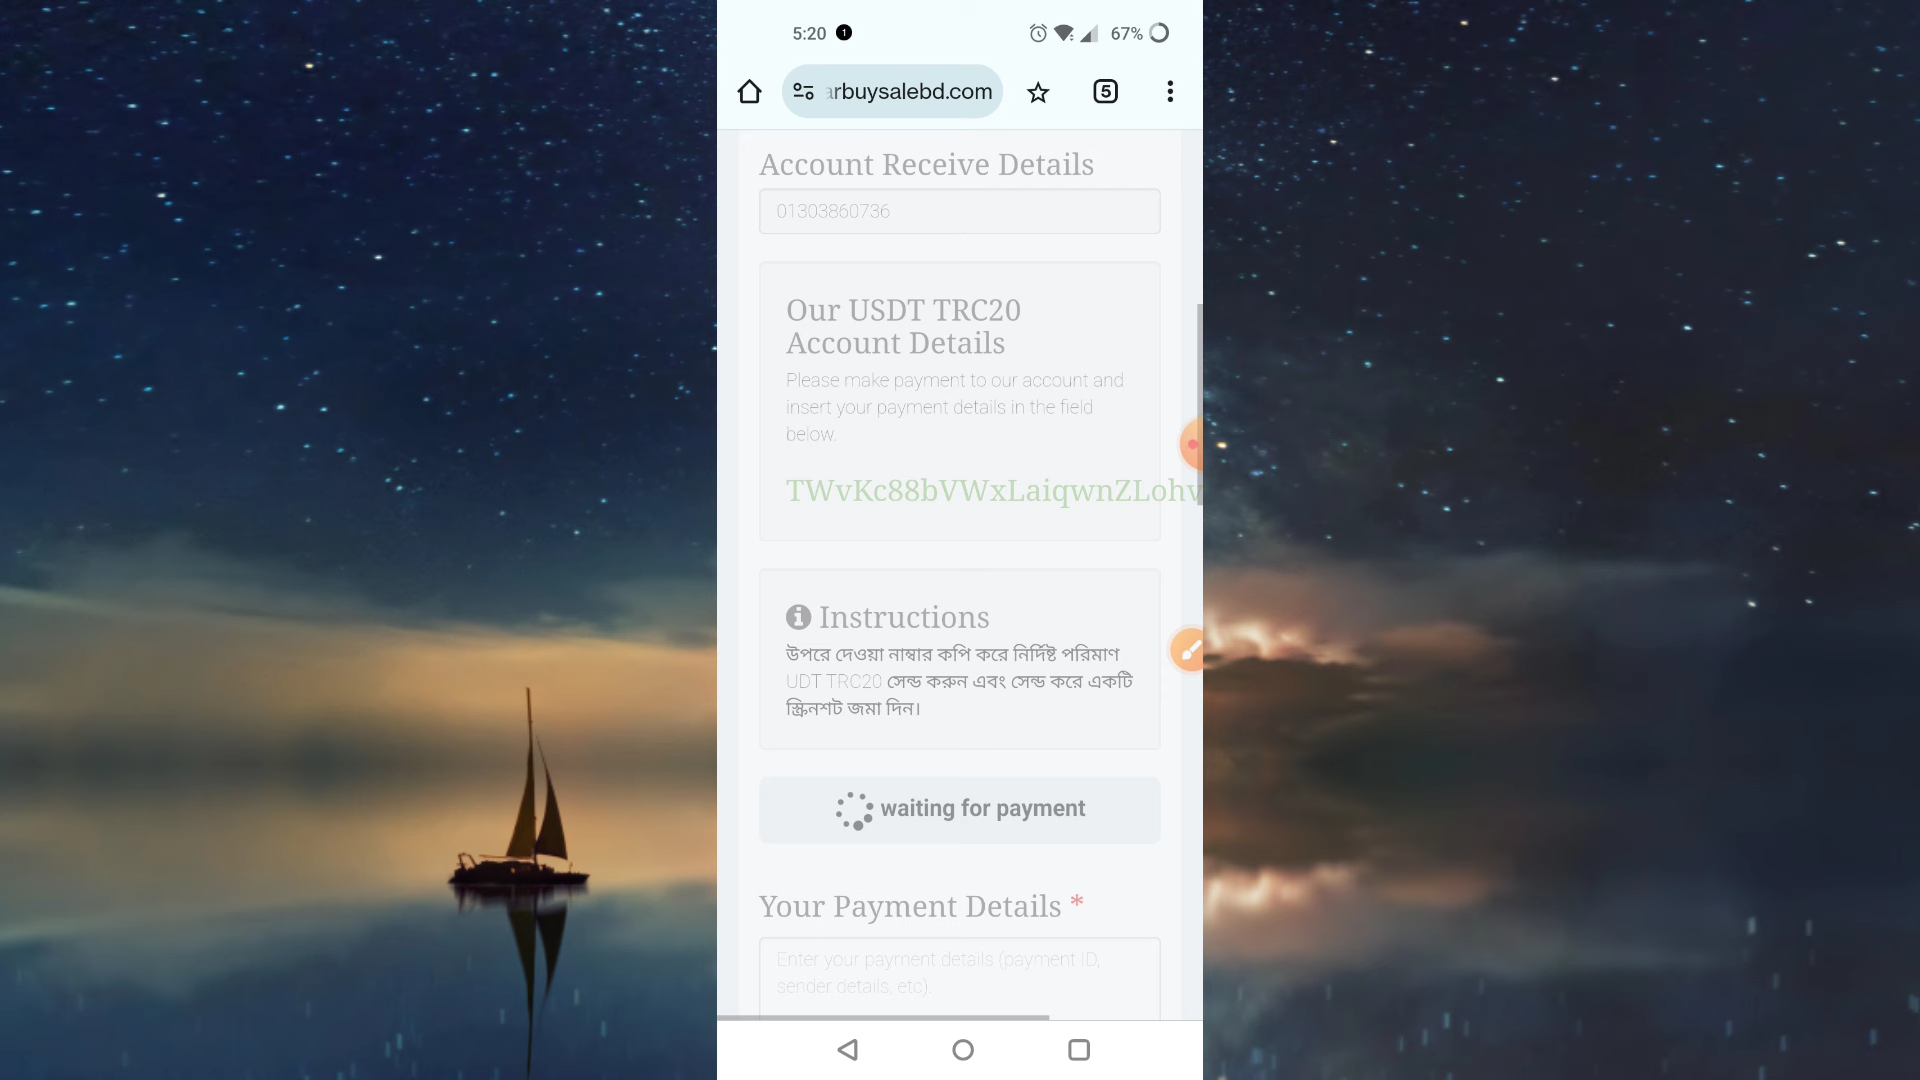 5:20 1 67%
arbuysalebd.com 5
Account Receive Details
01303860736
Our USDT TRC20
Account Details
Please make payment to our account and
insert your payment details in the field
below.
TWvKc88bVWxLaiqwnZLohv
Instructions
উপরে দেওয়া নাম্বার কপি করে নির্দিষ্ট পরিমাণ
UDT TRC20 সেন্ড করুন এবং সেন্ড করে একটি
স্ক্রিনশট জমা দিন।
waiting for payment
Your Payment Details *
Enter your payment details (payment ID,
sender details, etc).